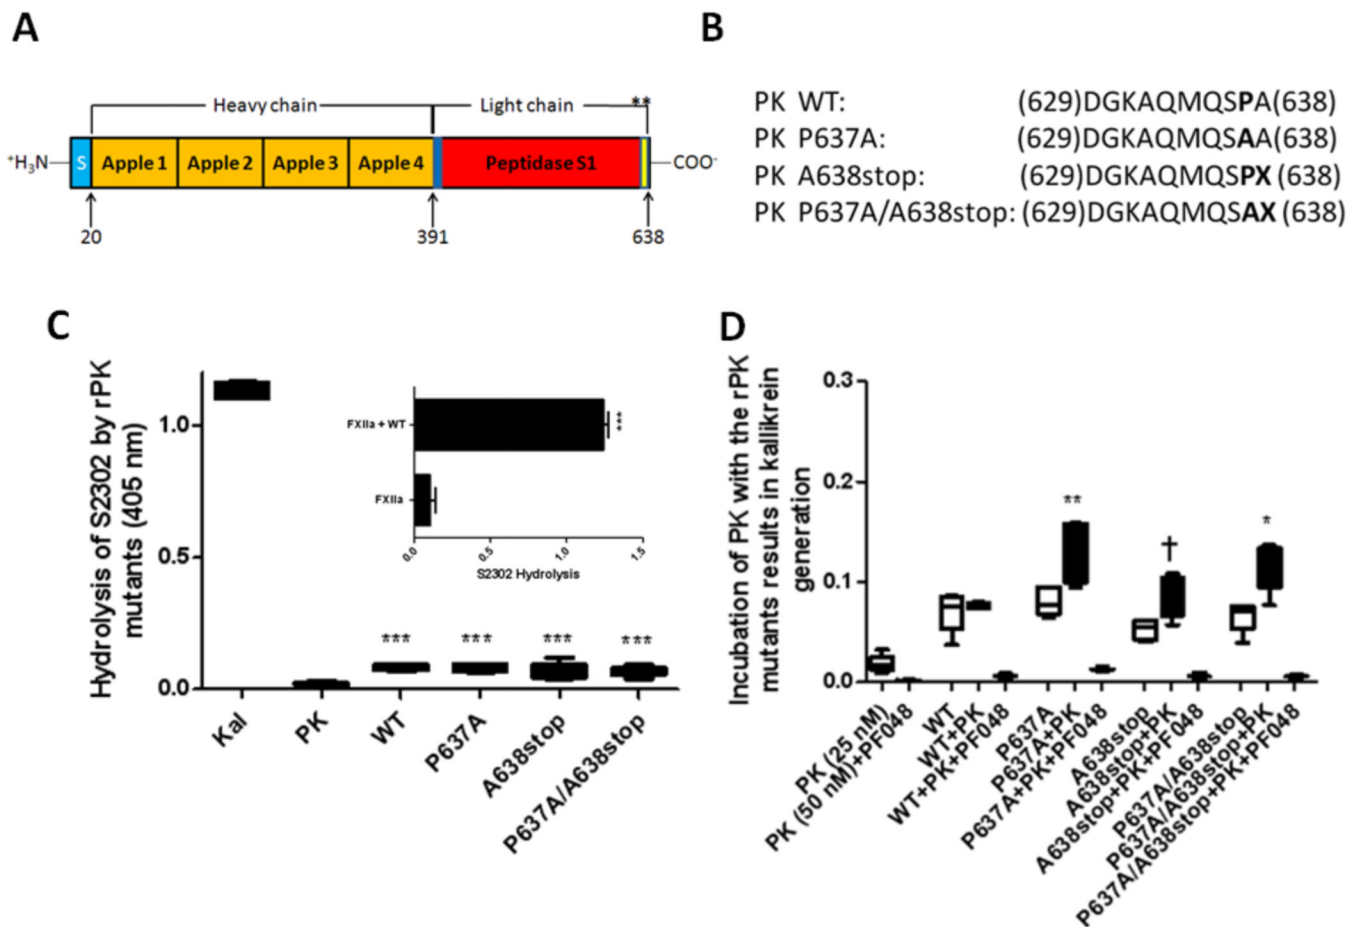 A
Heavy chain
Light chain
**
⁺H₃N
S
Apple 1
Apple 2
Apple 3
Apple 4
Peptidase S1
COO⁻
20
391
638
B
PK WT: (629)DGKAQMQSPA(638)
PK P637A: (629)DGKAQMQSAA(638)
PK A638stop: (629)DGKAQMQSPX (638)
PK P637A/A638stop: (629)DGKAQMQSAX (638)
C
Hydrolysis of S2302 by rPK
mutants (405 nm)
1.0
0.5
0.0
FXIIa + WT
***
FXIIa
0.0
0.5
1.0
1.5
S2302 Hydrolysis
***
***
***
***
Kal
PK
WT
P637A
A638stop
P637A/A638stop
D
Incubation of PK with the rPK
mutants results in kallikrein
generation
0.3
0.2
0.1
0.0
**
†
*
PK (25 nM)
PK (50 nM)+PF048
WT
WT+PK
WT+PK+PF048
P637A
P637A+PK
P637A+PK+PF048
A638stop
A638stop+PK
A638stop+PK+PF048
P637A/A638stop
P637A/A638stop+PK
P637A/A638stop+PK+PF048